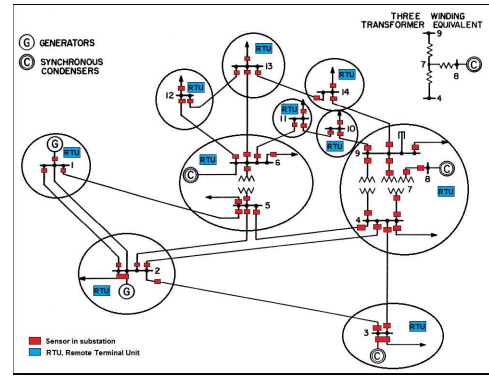 THREE WINDING
TRANSFORMER EQUIVALENT
9
7
8
C
4
G GENERATORS
C SYNCHRONOUS
CONDENSERS
RTU
13
RTU
14
RTU
12
RTU
11
RTU
10
RTU
6
C
5
G
RTU
1
9
C
8
7
RTU
4
2
RTU
G
RTU
3
C
Sensor in substation
RTU, Remote Terminal Unit